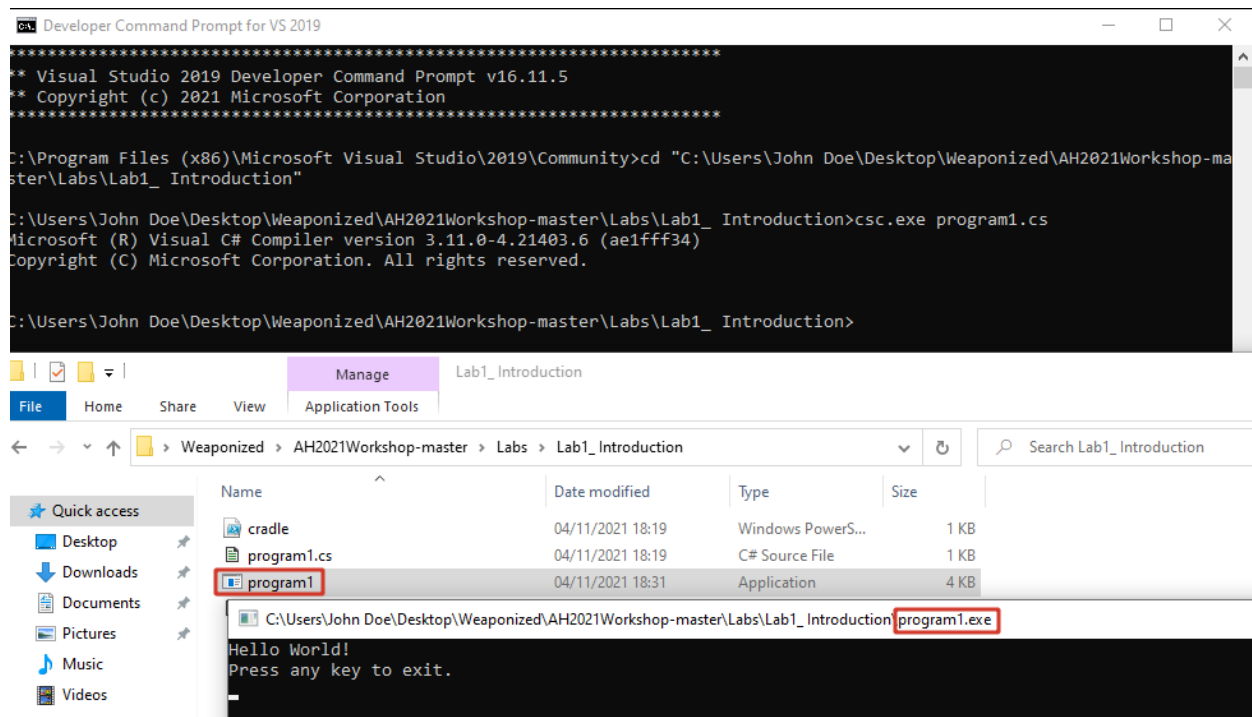 Developer Command Prompt for VS 2019
**********************************************************************
** Visual Studio 2019 Developer Command Prompt v16.11.5
** Copyright (c) 2021 Microsoft Corporation
**********************************************************************
C:\Program Files (x86)\Microsoft Visual Studio\2019\Community>cd "C:\Users\John Doe\Desktop\Weaponized\AH2021Workshop-ma
ster\Labs\Lab1_ Introduction"
C:\Users\John Doe\Desktop\Weaponized\AH2021Workshop-master\Labs\Lab1_ Introduction>csc.exe program1.cs
Microsoft (R) Visual C# Compiler version 3.11.0-4.21403.6 (ae1fff34)
Copyright (C) Microsoft Corporation. All rights reserved.
C:\Users\John Doe\Desktop\Weaponized\AH2021Workshop-master\Labs\Lab1_ Introduction>
Manage Lab1_ Introduction
File Home Share View Application Tools
Weaponized > AH2021Workshop-master > Labs > Lab1_ Introduction Search Lab1_ Introduction
Name Date modified Type Size
Quick access
cradle 04/11/2021 18:19 Windows PowerS... 1 KB
Desktop
program1.cs 04/11/2021 18:19 C# Source File 1 KB
Downloads
program1 04/11/2021 18:31 Application 4 KB
Documents
C:\Users\John Doe\Desktop\Weaponized\AH2021Workshop-master\Labs\Lab1_ Introduction\program1.exe
Pictures
Hello World!
Music
Press any key to exit.
Videos